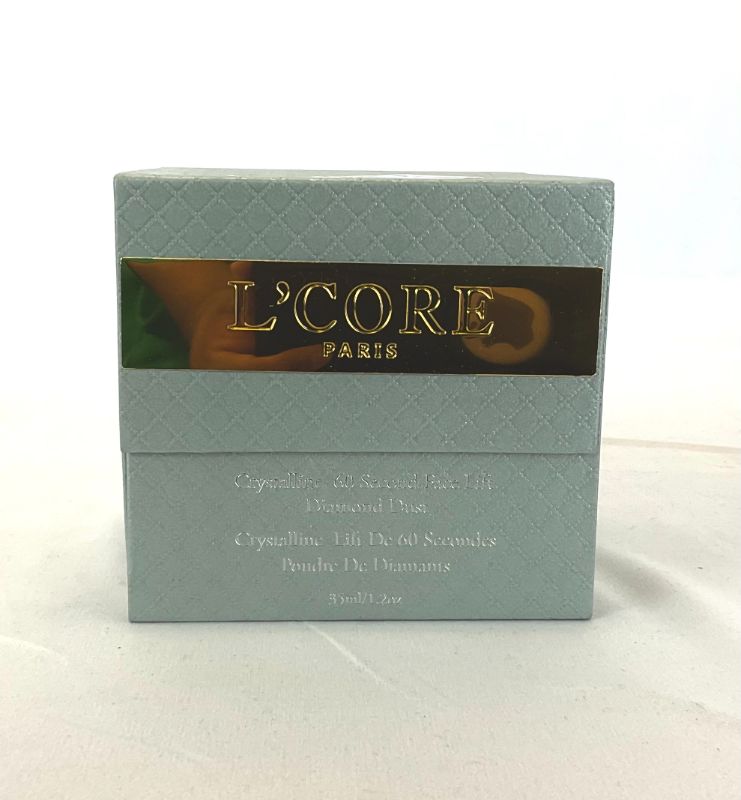 L'CORE
PARIS
Crystalline 60 Second Face Lift
Diamond Dust
Crystalline Lift De 60 Secondes
Poudre De Diamants
35ml/1.2oz